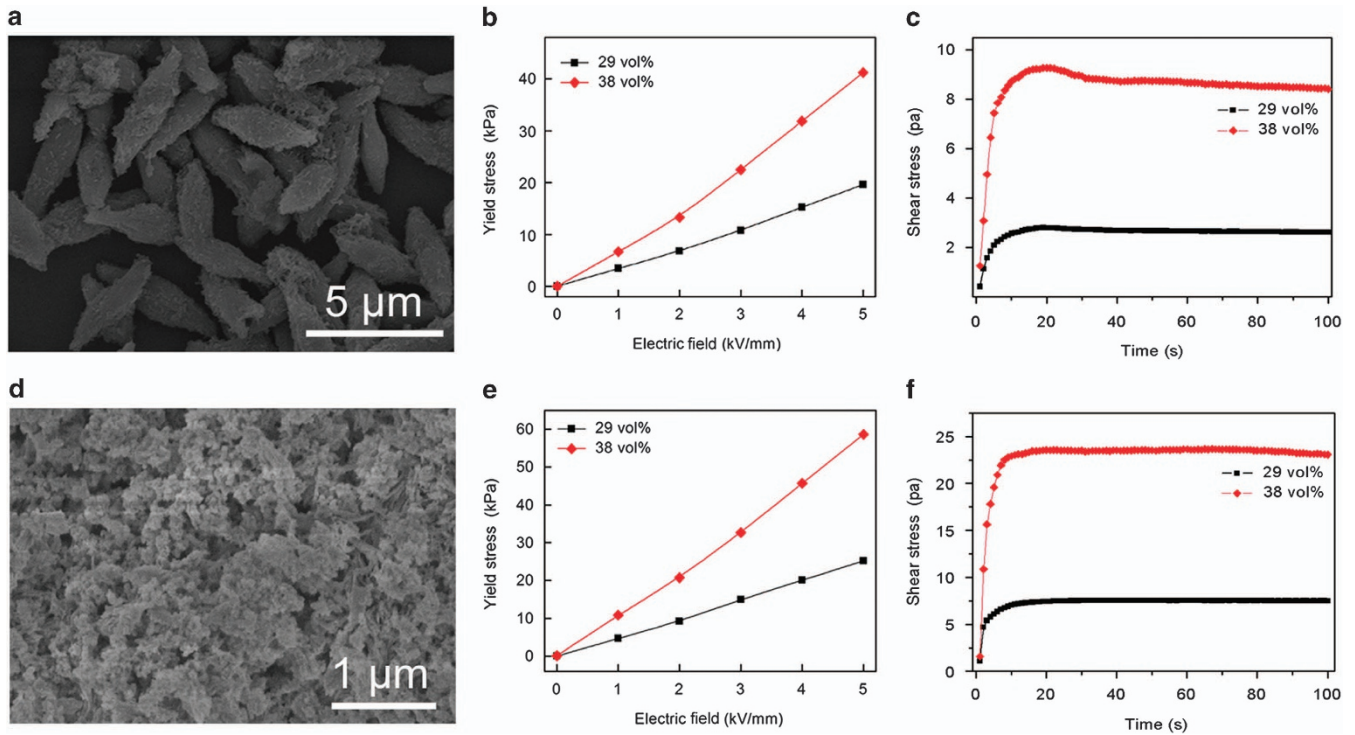 a
5 µm
b
29 vol%
38 vol%
40
30
20
10
0
Yield stress (kPa)
0 1 2 3 4 5
Electric field (kV/mm)
c
10
8
6
4
2
Shear stress (pa)
29 vol%
38 vol%
0 20 40 60 80 100
Time (s)
d
1 µm
e
29 vol%
38 vol%
60
50
40
30
20
10
0
Yield stress (kPa)
0 1 2 3 4 5
Electric field (kV/mm)
f
25
20
15
10
5
0
Shear stress (pa)
29 vol%
38 vol%
0 20 40 60 80 100
Time (s)